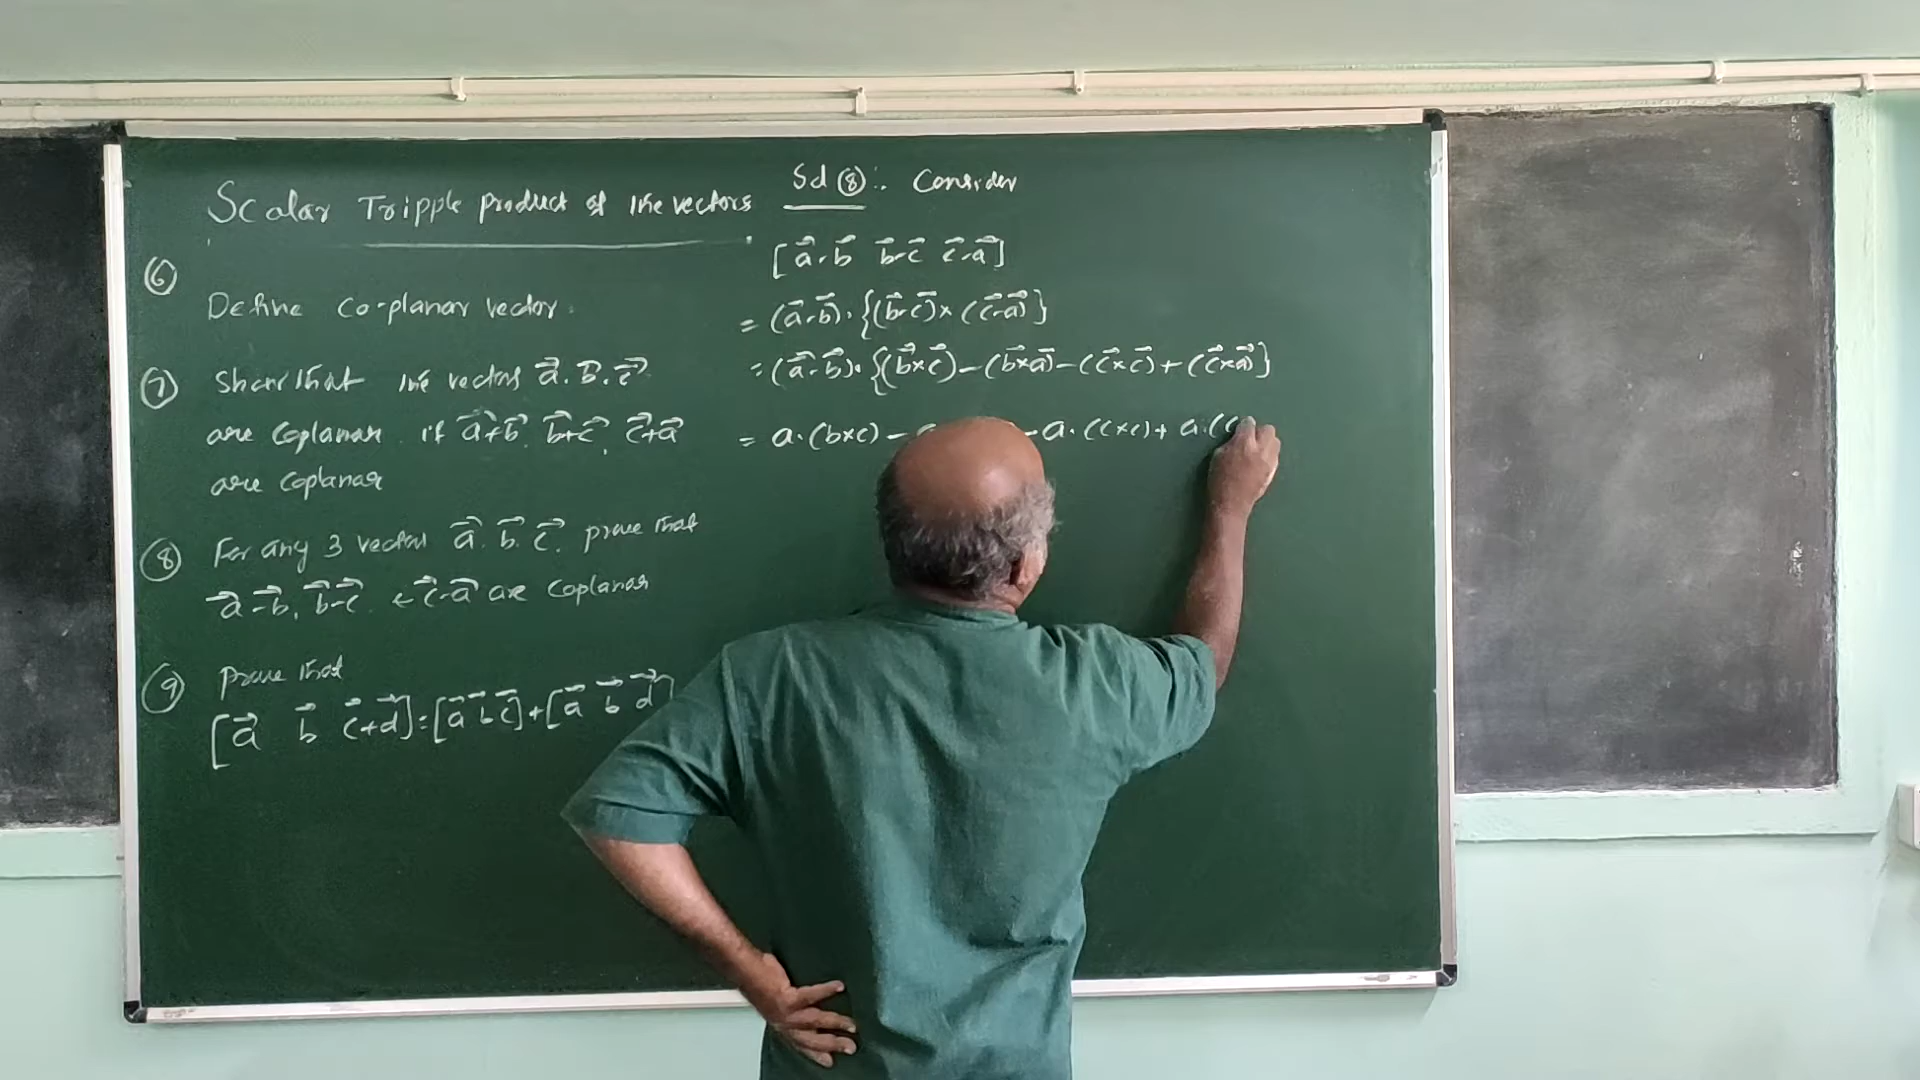 Scalar Tripple product of the vectors
⑥
Define Co-planar vector.
⑦ Show that the vectors a⃗. b⃗. c⃗
are Coplanar. if a⃗+b⃗, b⃗+c⃗, c⃗+a⃗
are Coplanar
⑧ For any 3 vector a⃗. b⃗. c⃗. prove that
a⃗-b⃗, b⃗-c⃗. & c⃗-a⃗ are Coplanar
⑨ Prove that
[a⃗ b⃗ c⃗+d⃗]=[a⃗ b⃗ c⃗]+[a⃗ b⃗ d⃗]
Sol ⑧:. Consider
[a⃗-b⃗ b⃗-c⃗ c⃗-a⃗]
= (a⃗-b⃗)·{(b⃗-c⃗)×(c⃗-a⃗)}
= (a⃗-b⃗)·{(b⃗×c⃗)-(b⃗×a⃗)-(c⃗×c⃗)+(c⃗×a⃗)}
= a·(b×c)- -a·(c×c)+ a·(c